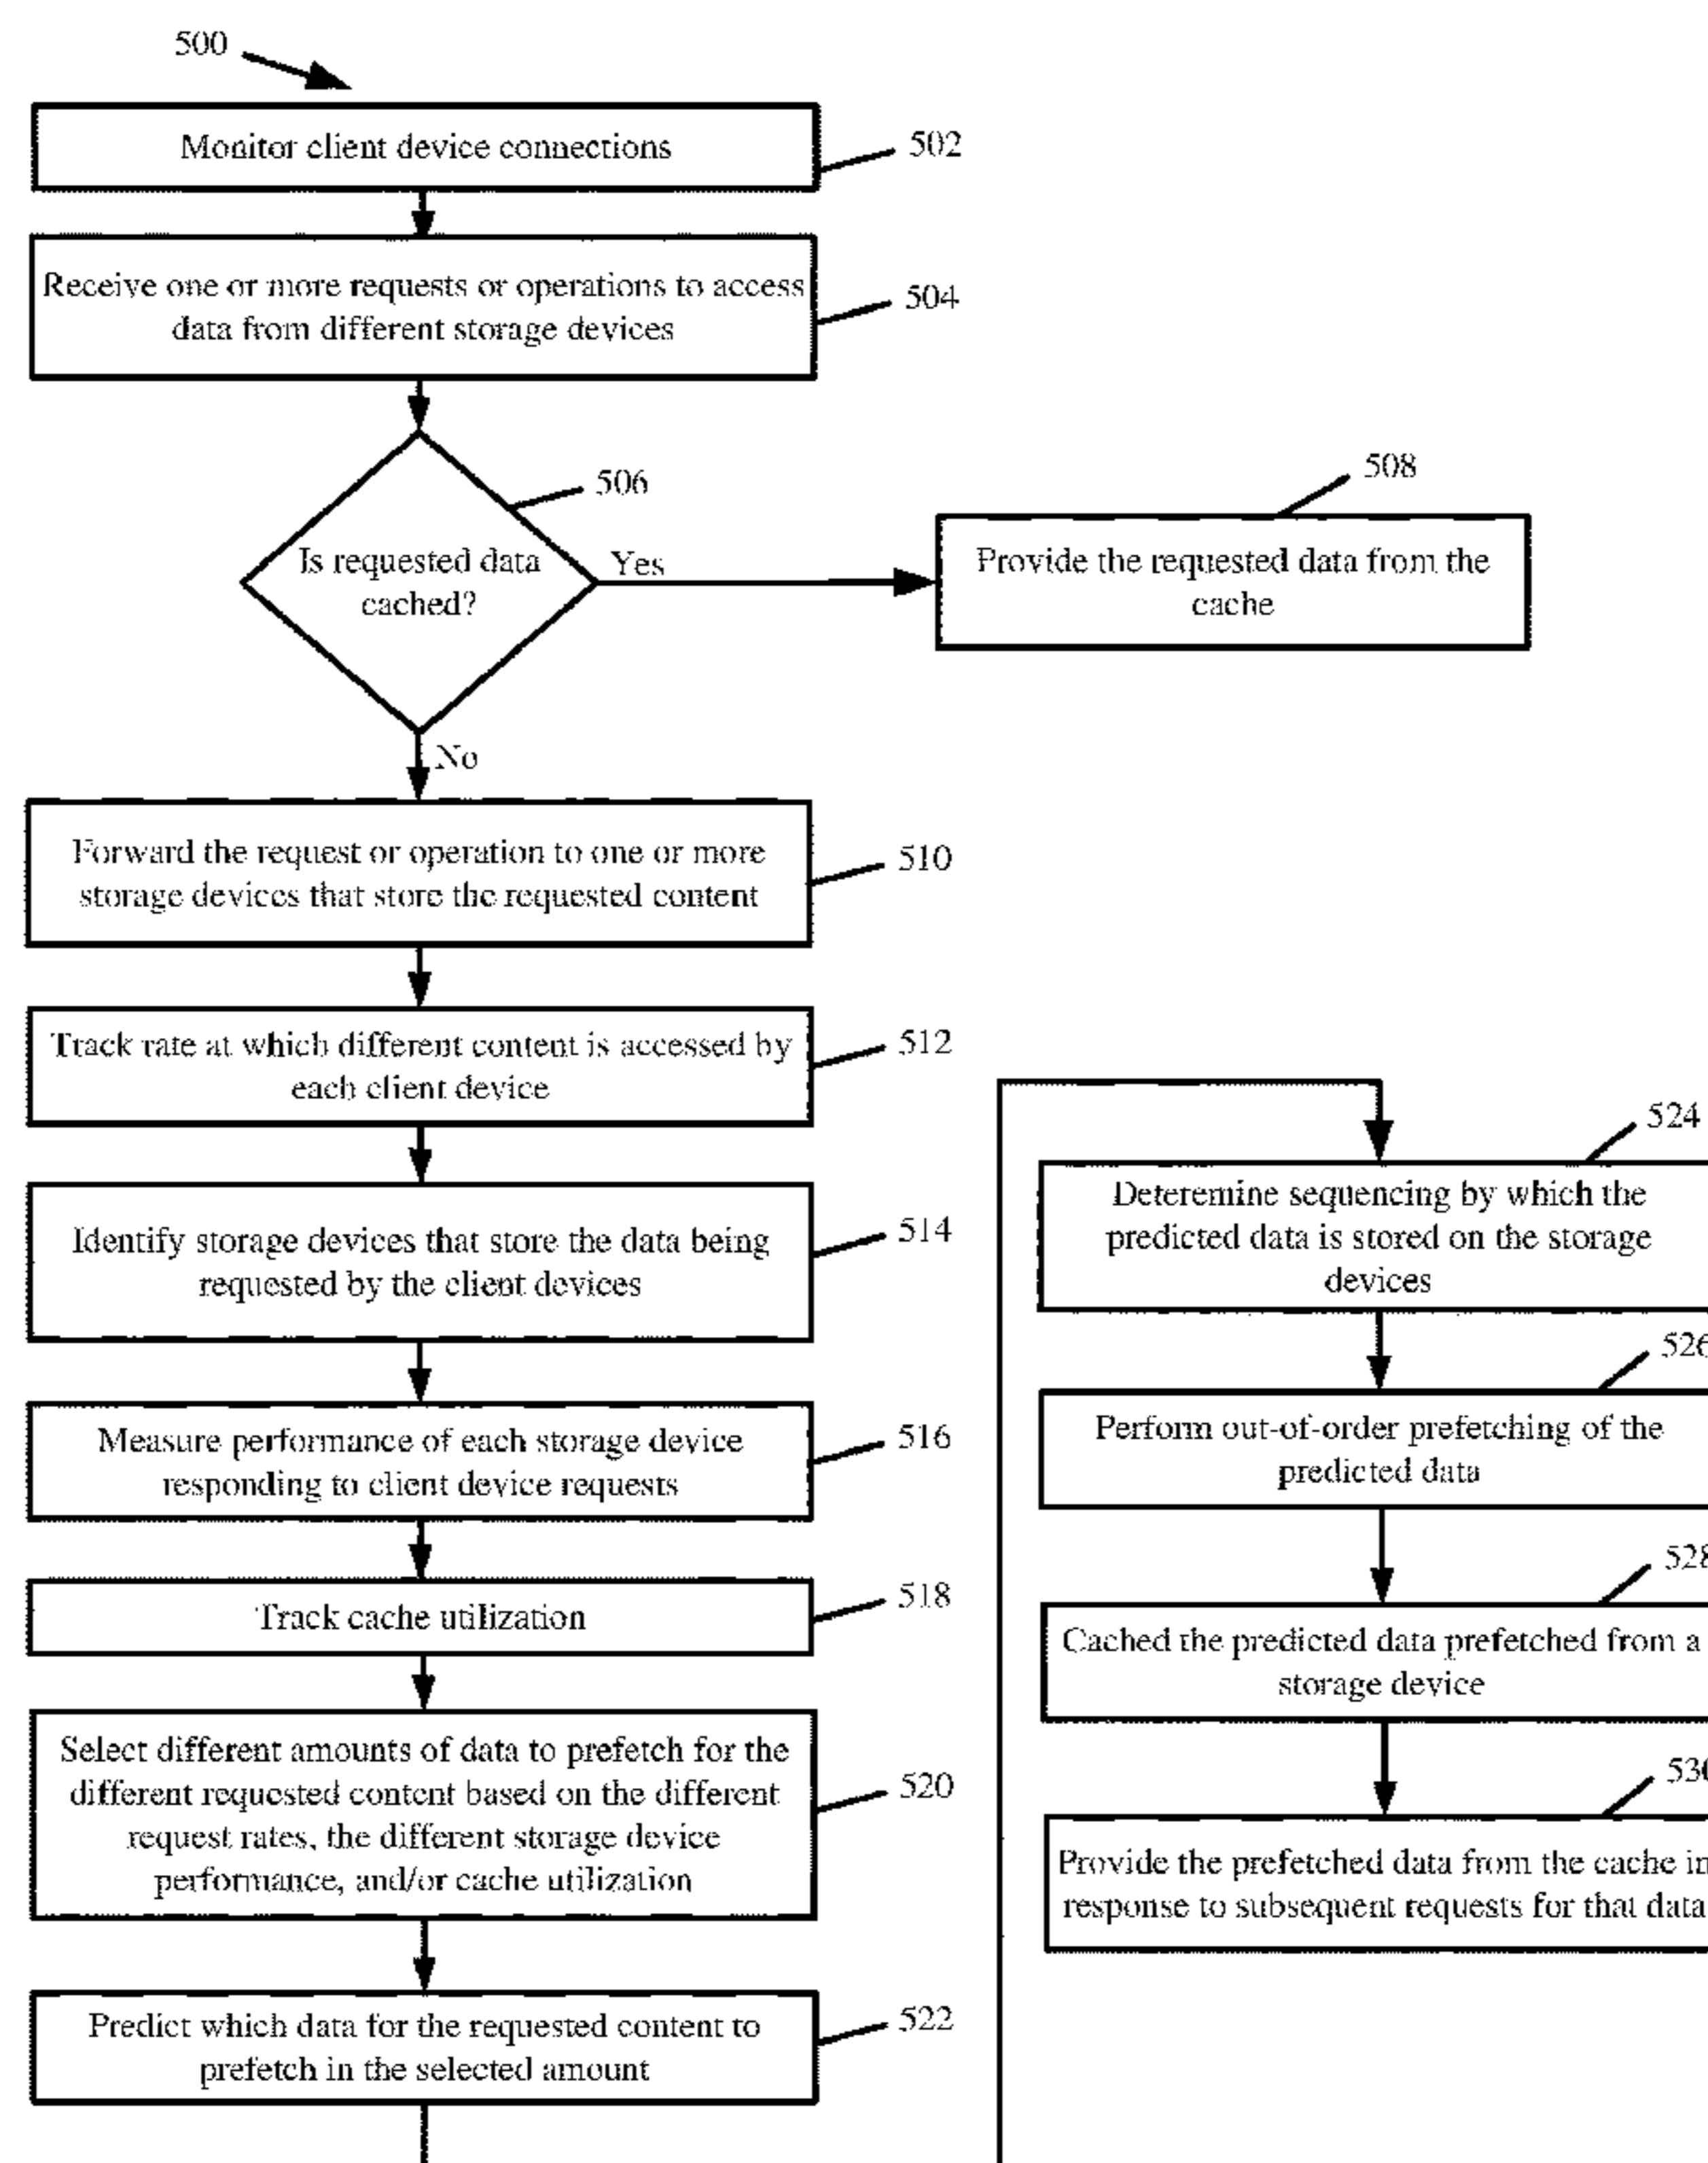 500
Monitor client device connections
502
Receive one or more requests or operations to access
data from different storage devices
504
506
Is requested data
cached?
Yes
508
Provide the requested data from the
cache
No
Forward the request or operation to one or more
storage devices that store the requested content
510
Track rate at which different content is accessed by
each client device
512
Identify storage devices that store the data being
requested by the client devices
514
Measure performance of each storage device
responding to client device requests
516
Track cache utilization
518
Select different amounts of data to prefetch for the
different requested content based on the different
request rates, the different storage device
performance, and/or cache utilization
520
Predict which data for the requested content to
prefetch in the selected amount
522
524
Deteremine sequencing by which the
predicted data is stored on the storage
devices
526
Perform out-of-order prefetching of the
predicted data
528
Cached the predicted data prefetched from a
storage device
530
Provide the prefetched data from the cache in
response to subsequent requests for that data